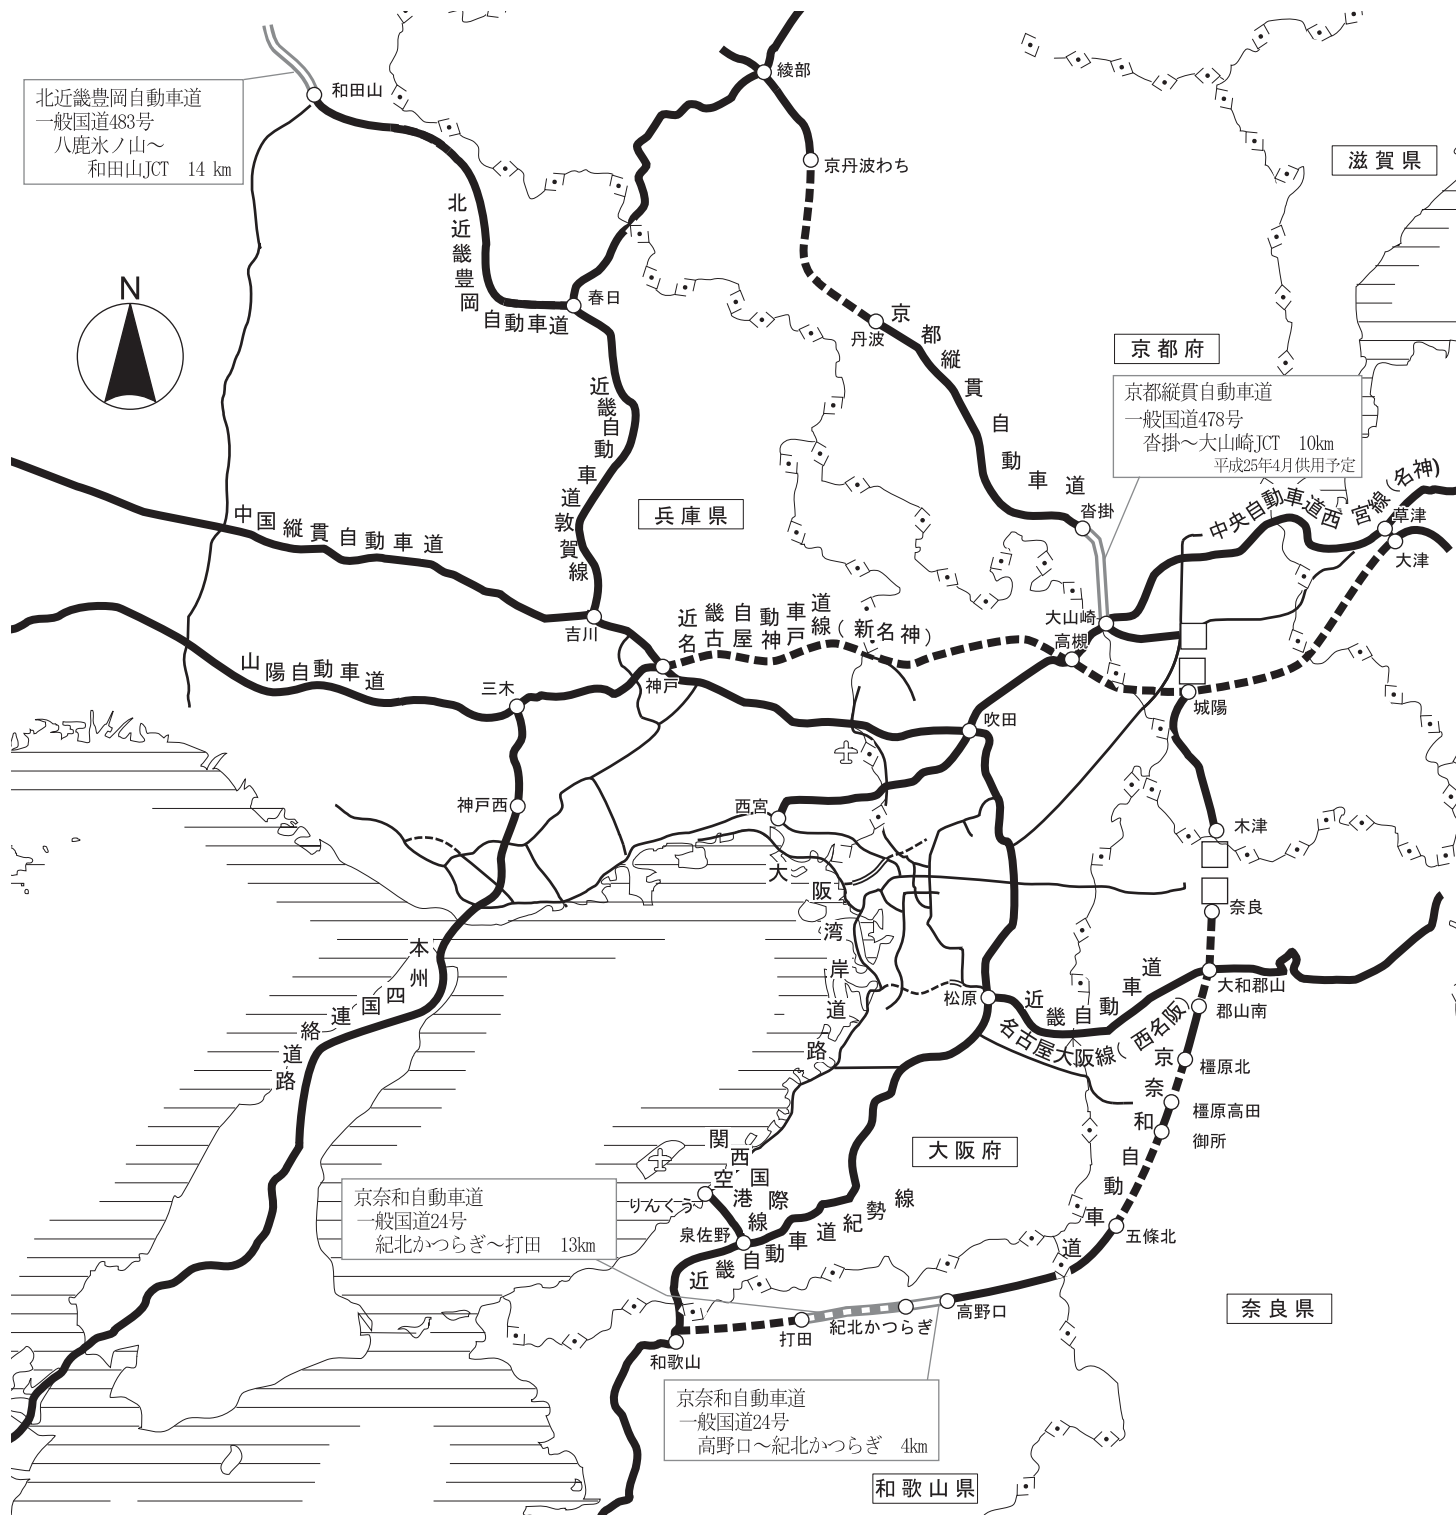 綾部
和田山
北近畿豊岡自動車道
一般国道483号
八鹿氷ノ山～
和田山JCT 14 km
京丹波わち
滋賀県
北近畿豊岡自動車道
N
春日
京都縦貫自動車道
丹波
京都府
京都縦貫自動車道
一般国道478号
沓掛～大山崎JCT 10km
平成25年4月供用予定
近畿自動車道敦賀線
中央自動車道西宮線(名神)
兵庫県
沓掛
草津
大津
中国縦貫自動車道
吉川
近畿自動車道
名古屋神戸線(新名神)
大山崎
高槻
山陽自動車道
三木
神戸
城陽
吹田
神戸西
西宮
木津
大阪湾岸道路
奈良
本州四国連絡道路
松原
近畿自動車道
名古屋大阪線(西名阪)
大和郡山
郡山南
京奈和自動車道
橿原北
橿原高田
御所
関西空港線
国際
大阪府
京奈和自動車道
一般国道24号
紀北かつらぎ～打田 13km
りんくう
泉佐野
近畿自動車道紀勢線
五條北
高野口
奈良県
打田
紀北かつらぎ
和歌山
京奈和自動車道
一般国道24号
高野口～紀北かつらぎ 4km
和歌山県